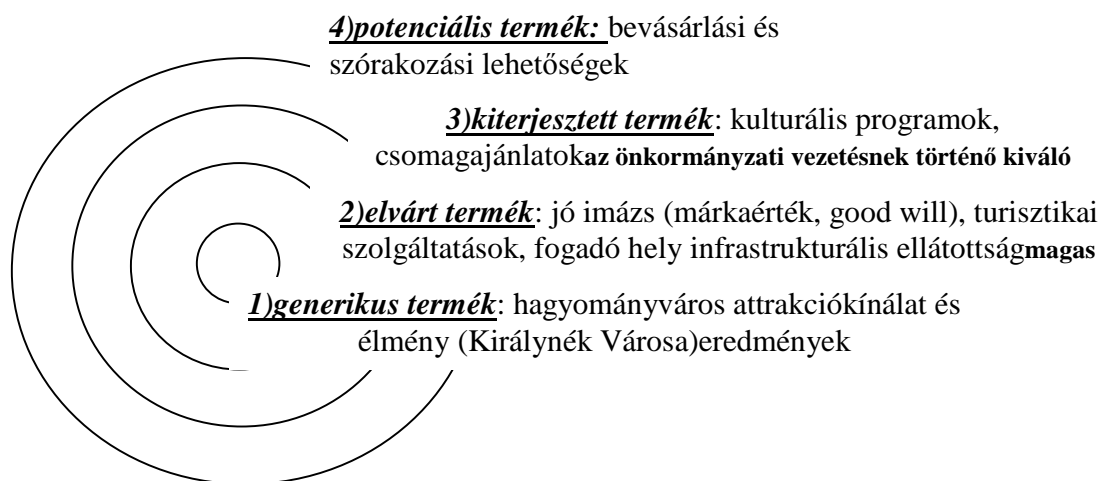 4)potenciális termék: bevásárlási és
szórakozási lehetőségek
3)kiterjesztett termék: kulturális programok,
csomagajánlatokaz önkormányzati vezetésnek történő kiváló
2)elvárt termék: jó imázs (márkaérték, good will), turisztikai
szolgáltatások, fogadó hely infrastrukturális ellátottságmagas
1)generikus termék: hagyományváros attrakciókínálat és
élmény (Királynék Városa)eredmények